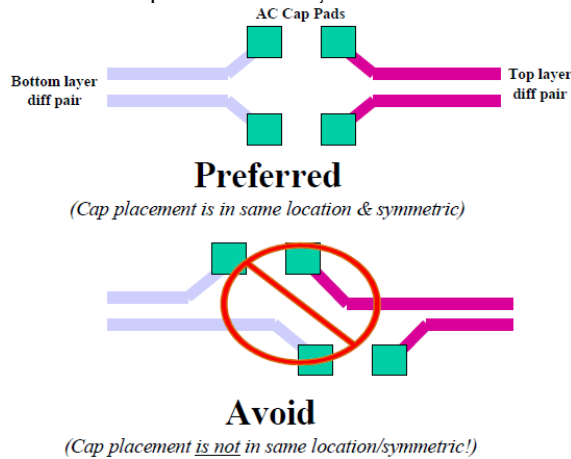 AC Cap Pads
Bottom layer
diff pair
Top layer
diff pair
Preferred
(Cap placement is in same location & symmetric)
Avoid
(Cap placement is not in same location/symmetric!)